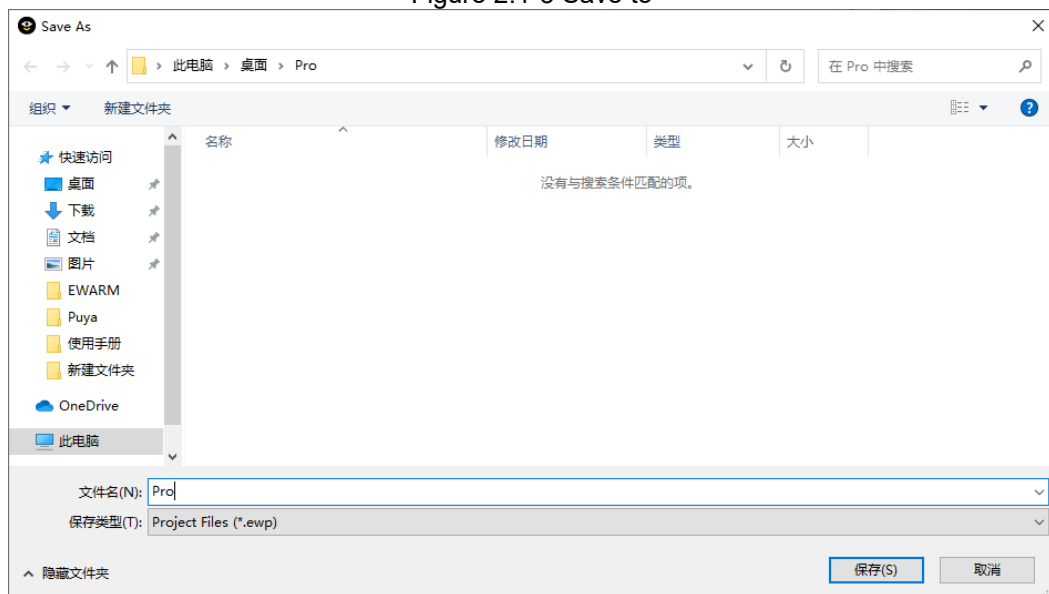 Save As
此电脑 › 桌面 › Pro
在 Pro 中搜索
组织 新建文件夹
名称 修改日期 类型 大小
没有与搜索条件匹配的项。
快速访问
桌面
下载
文档
图片
EWARM
Puya
使用手册
新建文件夹
OneDrive
此电脑
文件名(N): Pro
保存类型(T): Project Files (*.ewp)
隐藏文件夹
保存(S) 取消